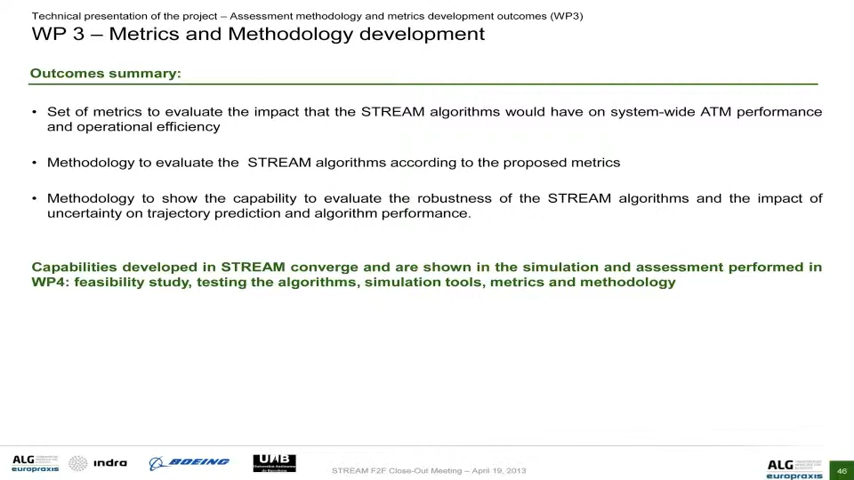 Technical presentation of the project – Assessment methodology and metrics development outcomes (WP3)
WP 3 – Metrics and Methodology development
Outcomes summary:
• Set of metrics to evaluate the impact that the STREAM algorithms would have on system-wide ATM performance
and operational efficiency
• Methodology to evaluate the STREAM algorithms according to the proposed metrics
• Methodology to show the capability to evaluate the robustness of the STREAM algorithms and the impact of
uncertainty on trajectory prediction and algorithm performance.
Capabilities developed in STREAM converge and are shown in the simulation and assessment performed in
WP4: feasibility study, testing the algorithms, simulation tools, metrics and methodology
ALG
europraxis
indra
BOEING
UAB
STREAM F2F Close-Out Meeting – April 19, 2013
ALG
europraxis
46